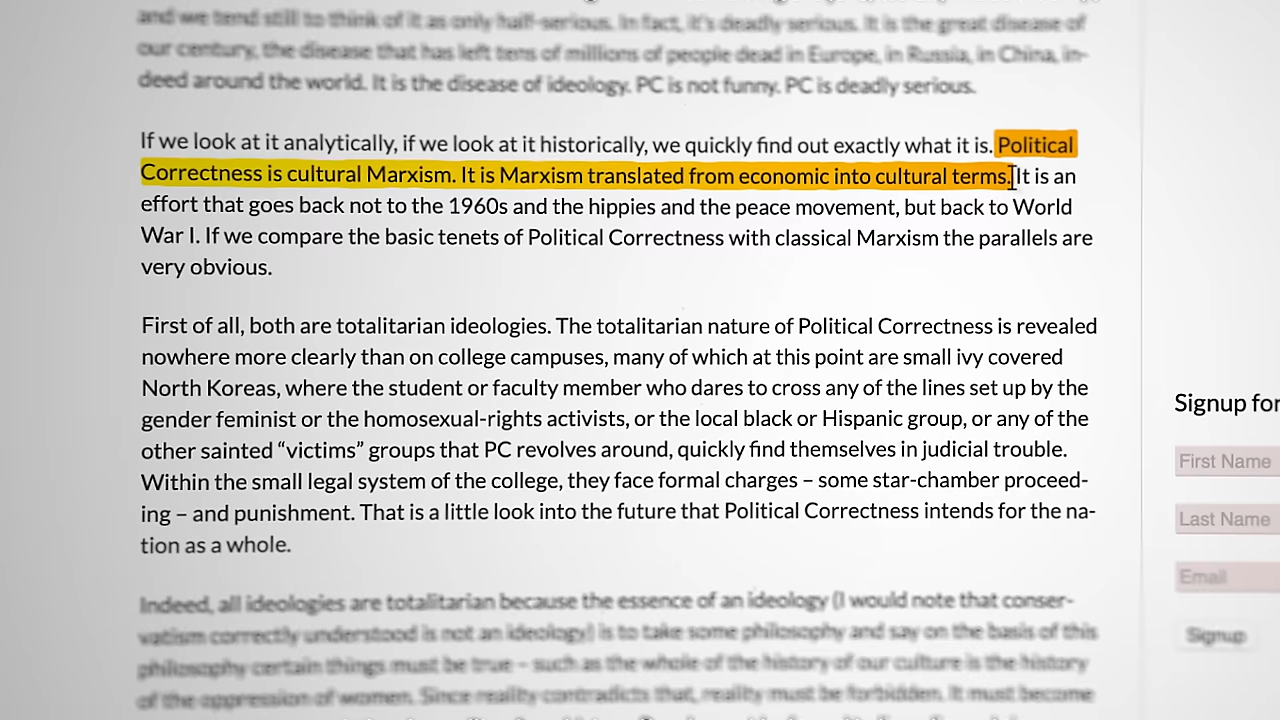 and we tend still to think of it as only half-serious. In fact, it's deadly serious. It is the great disease of
our century, the disease that has left tens of millions of people dead in Europe, in Russia, in China, in-
deed around the world. It is the disease of ideology. PC is not funny. PC is deadly serious.
If we look at it analytically, if we look at it historically, we quickly find out exactly what it is. Political
Correctness is cultural Marxism. It is Marxism translated from economic into cultural terms. It is an
effort that goes back not to the 1960s and the hippies and the peace movement, but back to World
War I. If we compare the basic tenets of Political Correctness with classical Marxism the parallels are
very obvious.
First of all, both are totalitarian ideologies. The totalitarian nature of Political Correctness is revealed
nowhere more clearly than on college campuses, many of which at this point are small ivy covered
North Koreas, where the student or faculty member who dares to cross any of the lines set up by the
gender feminist or the homosexual-rights activists, or the local black or Hispanic group, or any of the
other sainted “victims” groups that PC revolves around, quickly find themselves in judicial trouble.
Within the small legal system of the college, they face formal charges – some star-chamber proceed-
ing – and punishment. That is a little look into the future that Political Correctness intends for the na-
tion as a whole.
Indeed, all ideologies are totalitarian because the essence of an ideology (I would note that conser-
vatism correctly understood is not an ideology) is to take some philosophy and say on the basis of this
philosophy certain things must be true – such as the whole of the history of our culture is the history
of the oppression of women. Since reality contradicts that, reality must be forbidden. It must become
Signup for
First Name
Last Name
Email
Signup